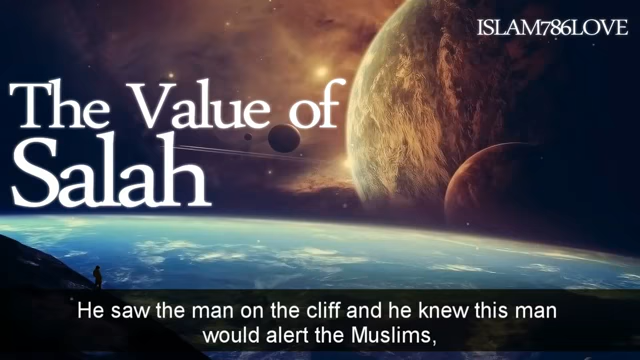 ISLAM786LOVE
The Value of
Salah
He saw the man on the cliff and he knew this man
would alert the Muslims,